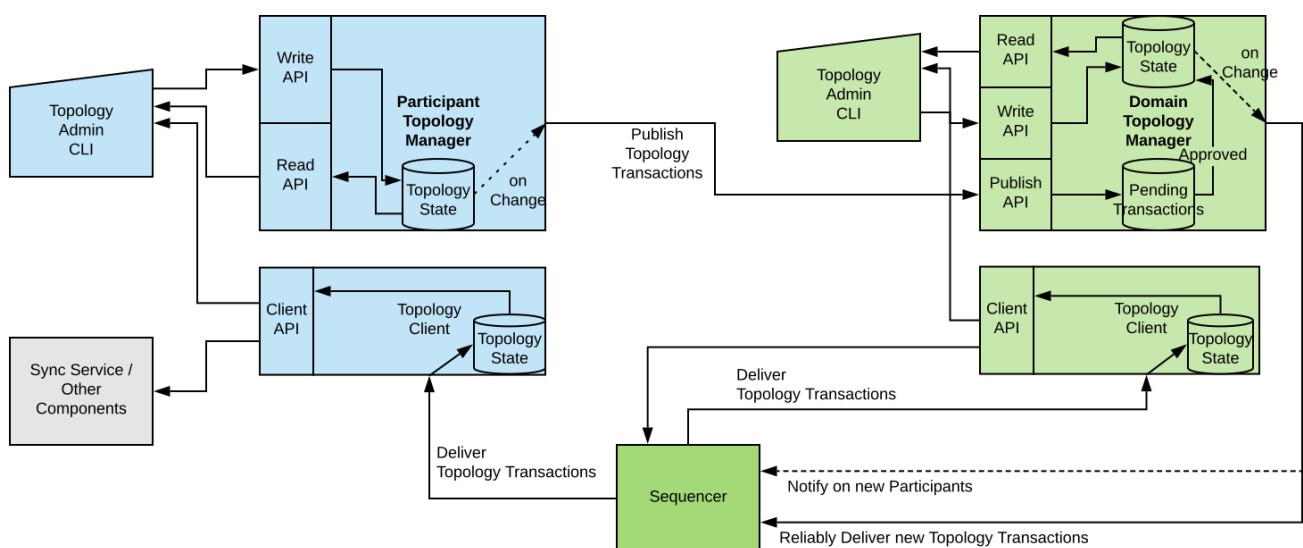 Topology
Admin
CLI
Write
API
Read
API
Participant
Topology
Manager
Topology
State
on
Change
Publish
Topology
Transactions
Topology
Admin
CLI
Read
API
Write
API
Publish
API
Topology
State
on
Change
Domain
Topology
Manager
Approved
Pending
Transactions
Client
API
Topology
Client
Topology
State
Sync Service /
Other
Components
Client
API
Topology
Client
Topology
State
Deliver
Topology Transactions
Deliver
Topology Transactions
Sequencer
Notify on new Participants
Reliably Deliver new Topology Transactions